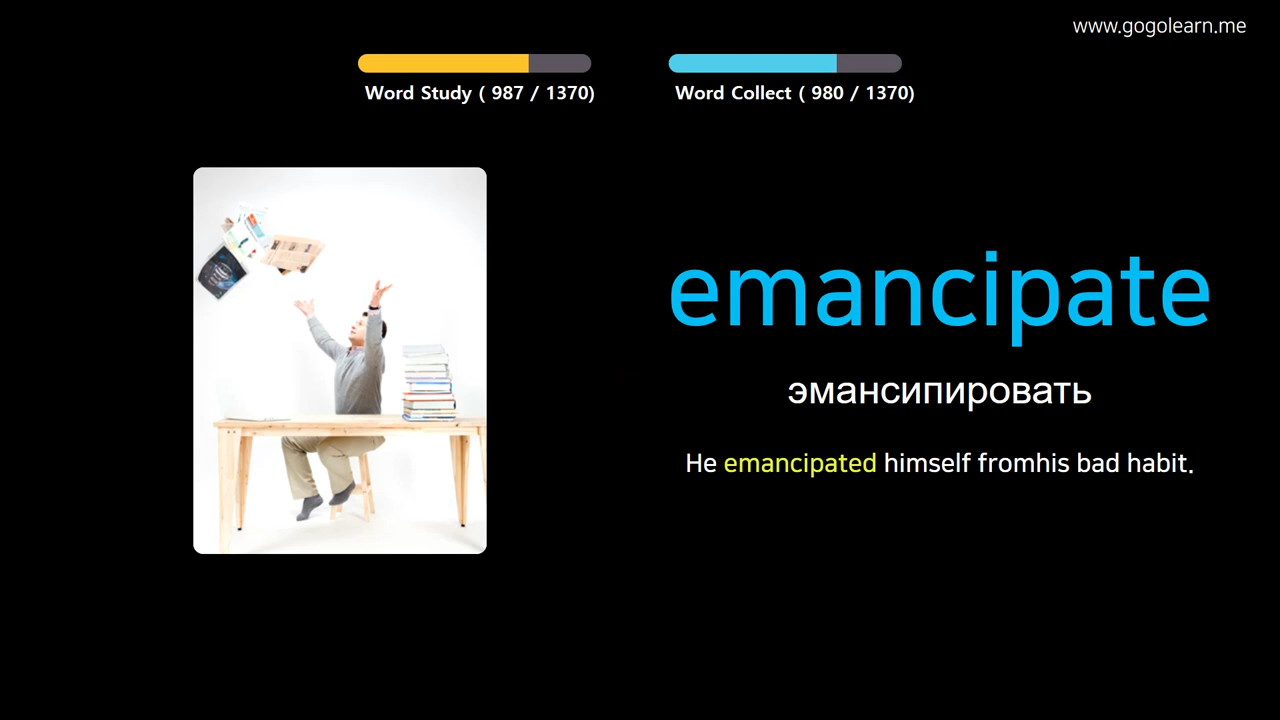 www.gogolearn.me
Word Study ( 987 / 1370)
Word Collect ( 980 / 1370)
emancipate
эмансипировать
He emancipated himself fromhis bad habit.